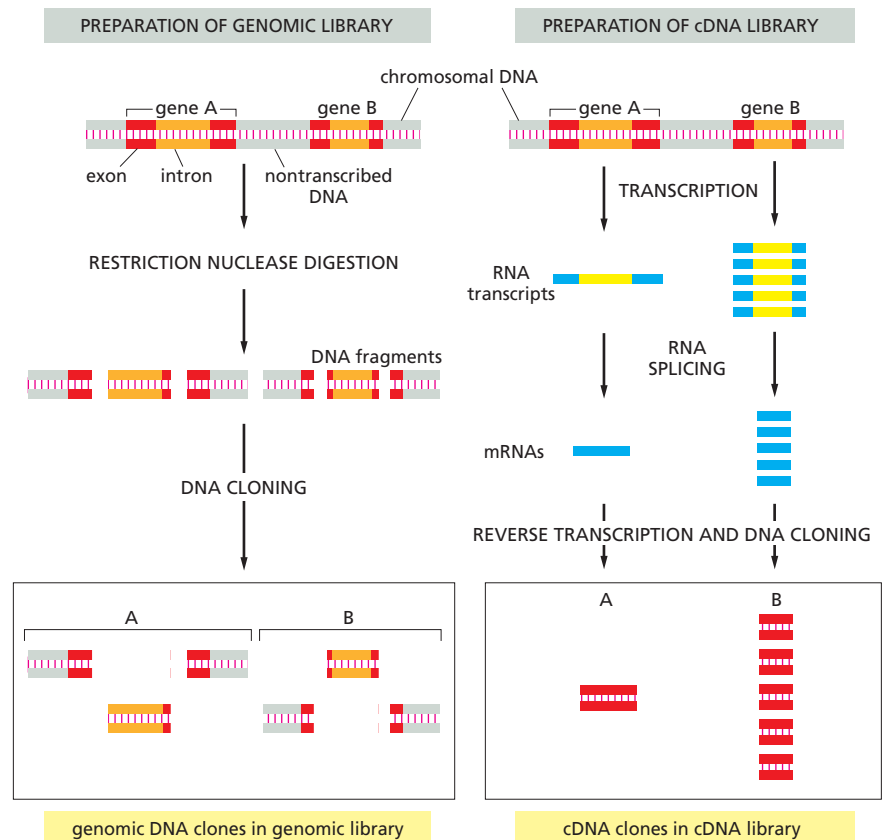 PREPARATION OF GENOMIC LIBRARY
gene A
gene B
exon
intron
nontranscribed
DNA
RESTRICTION NUCLEASE DIGESTION
DNA fragments
DNA CLONING
A
B
genomic DNA clones in genomic library
chromosomal DNA
PREPARATION OF cDNA LIBRARY
gene A
gene B
TRANSCRIPTION
RNA
transcripts
RNA
SPLICING
mRNAs
REVERSE TRANSCRIPTION AND DNA CLONING
A
B
cDNA clones in cDNA library